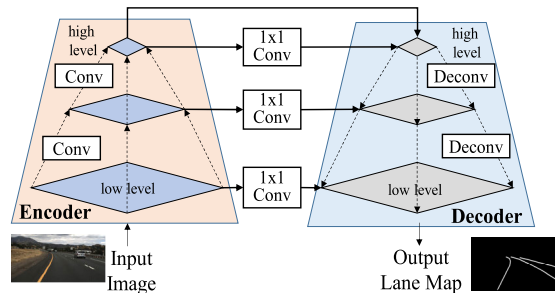 high
level
Conv
Conv
low level
Encoder
1x1
Conv
1x1
Conv
1x1
Conv
high
level
Deconv
Deconv
low level
Decoder
Input
Image
Output
Lane Map